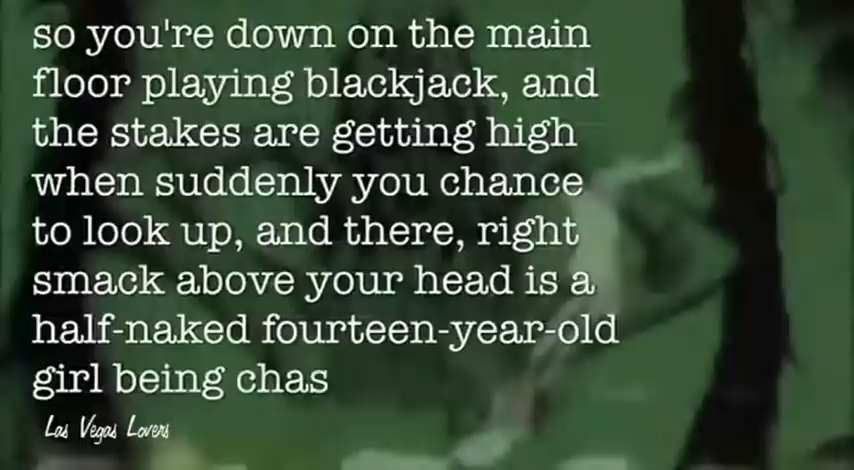 so you're down on the main
floor playing blackjack, and
the stakes are getting high
when suddenly you chance
to look up, and there, right
smack above your head is a
half-naked fourteen-year-old
girl being chas
Las Vegas Lovers